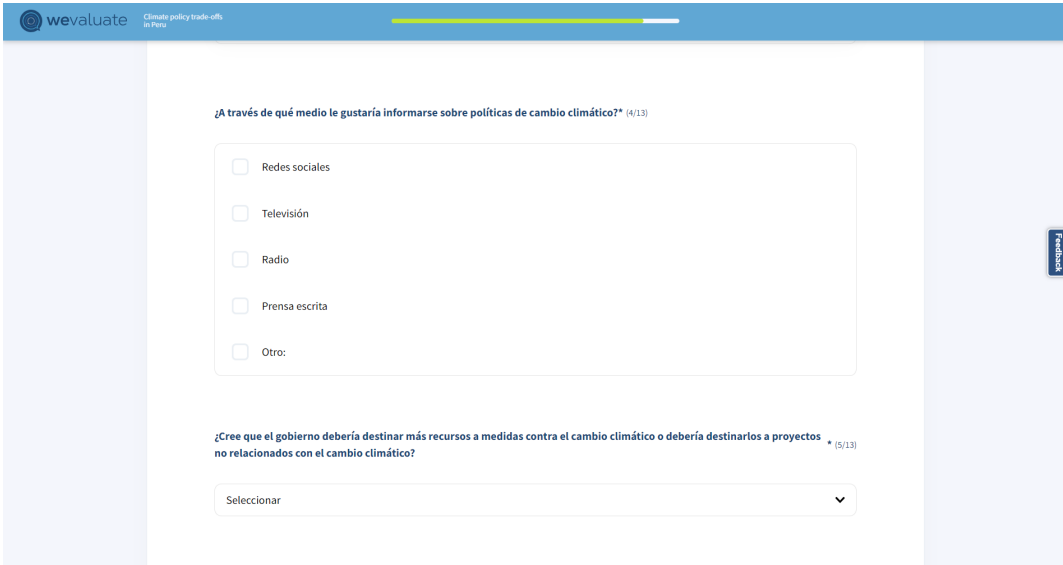 wevaluate
Climate policy trade-offs
in Peru
¿A través de qué medio le gustaría informarse sobre políticas de cambio climático?* (4/13)
Redes sociales
Televisión
Radio
Prensa escrita
Otro:
Feedback
¿Cree que el gobierno debería destinar más recursos a medidas contra el cambio climático o debería destinarlos a proyectos
no relacionados con el cambio climático?
* (5/13)
Seleccionar